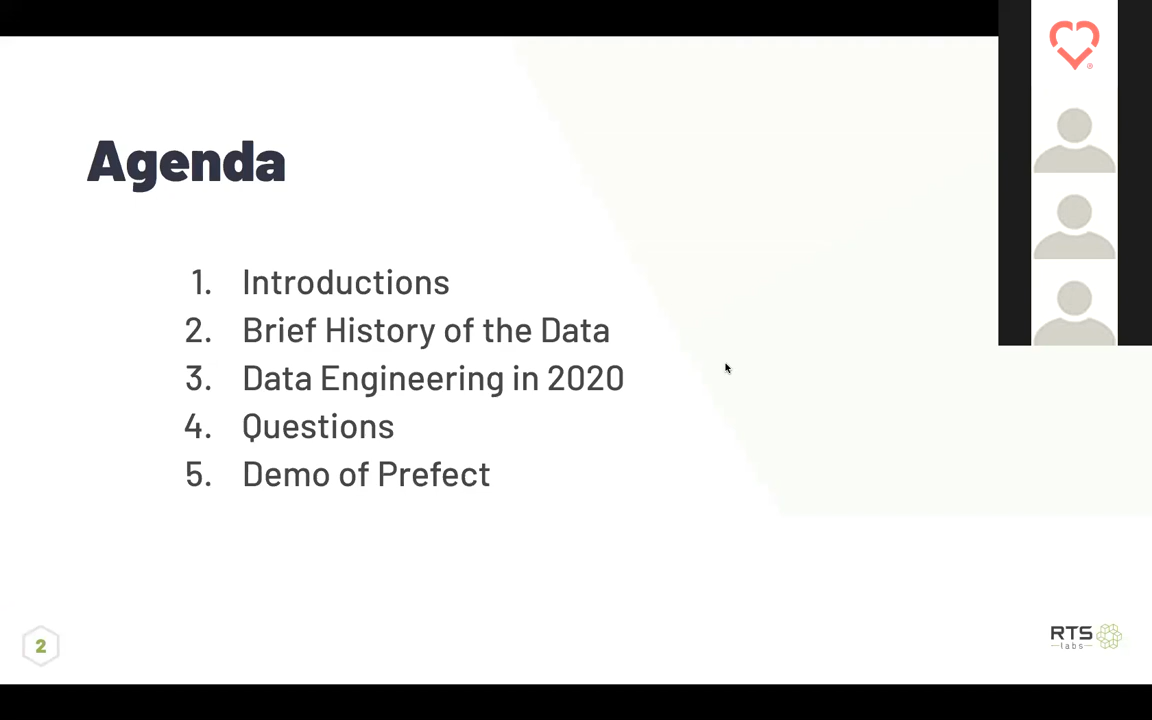 Agenda
1. Introductions
2. Brief History of the Data
3. Data Engineering in 2020
4. Questions
5. Demo of Prefect
2
RTS
labs
®